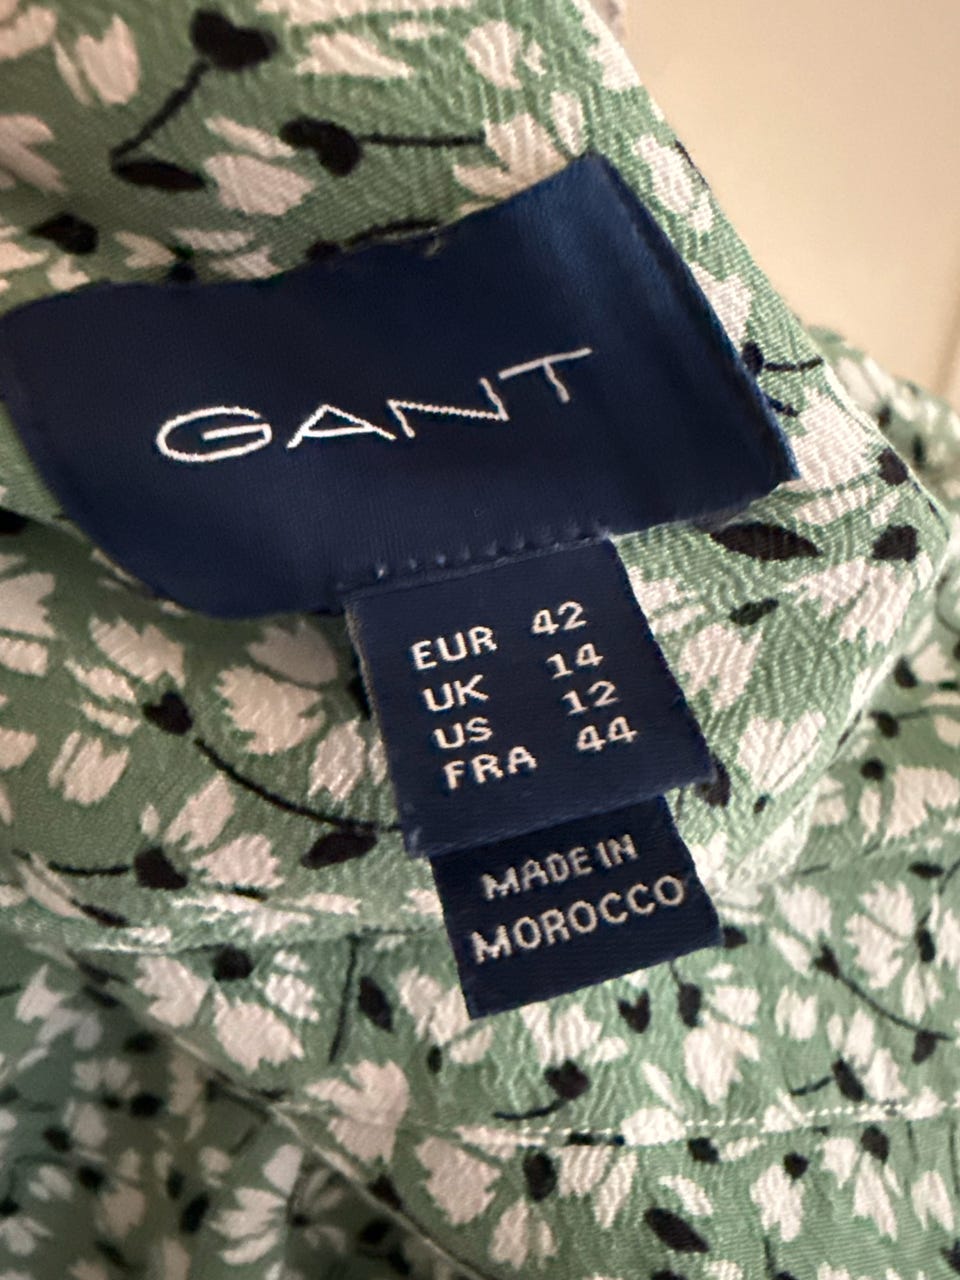 GANT
EUR 42
UK 14
US 12
FRA 44
MADE IN
MOROCCO